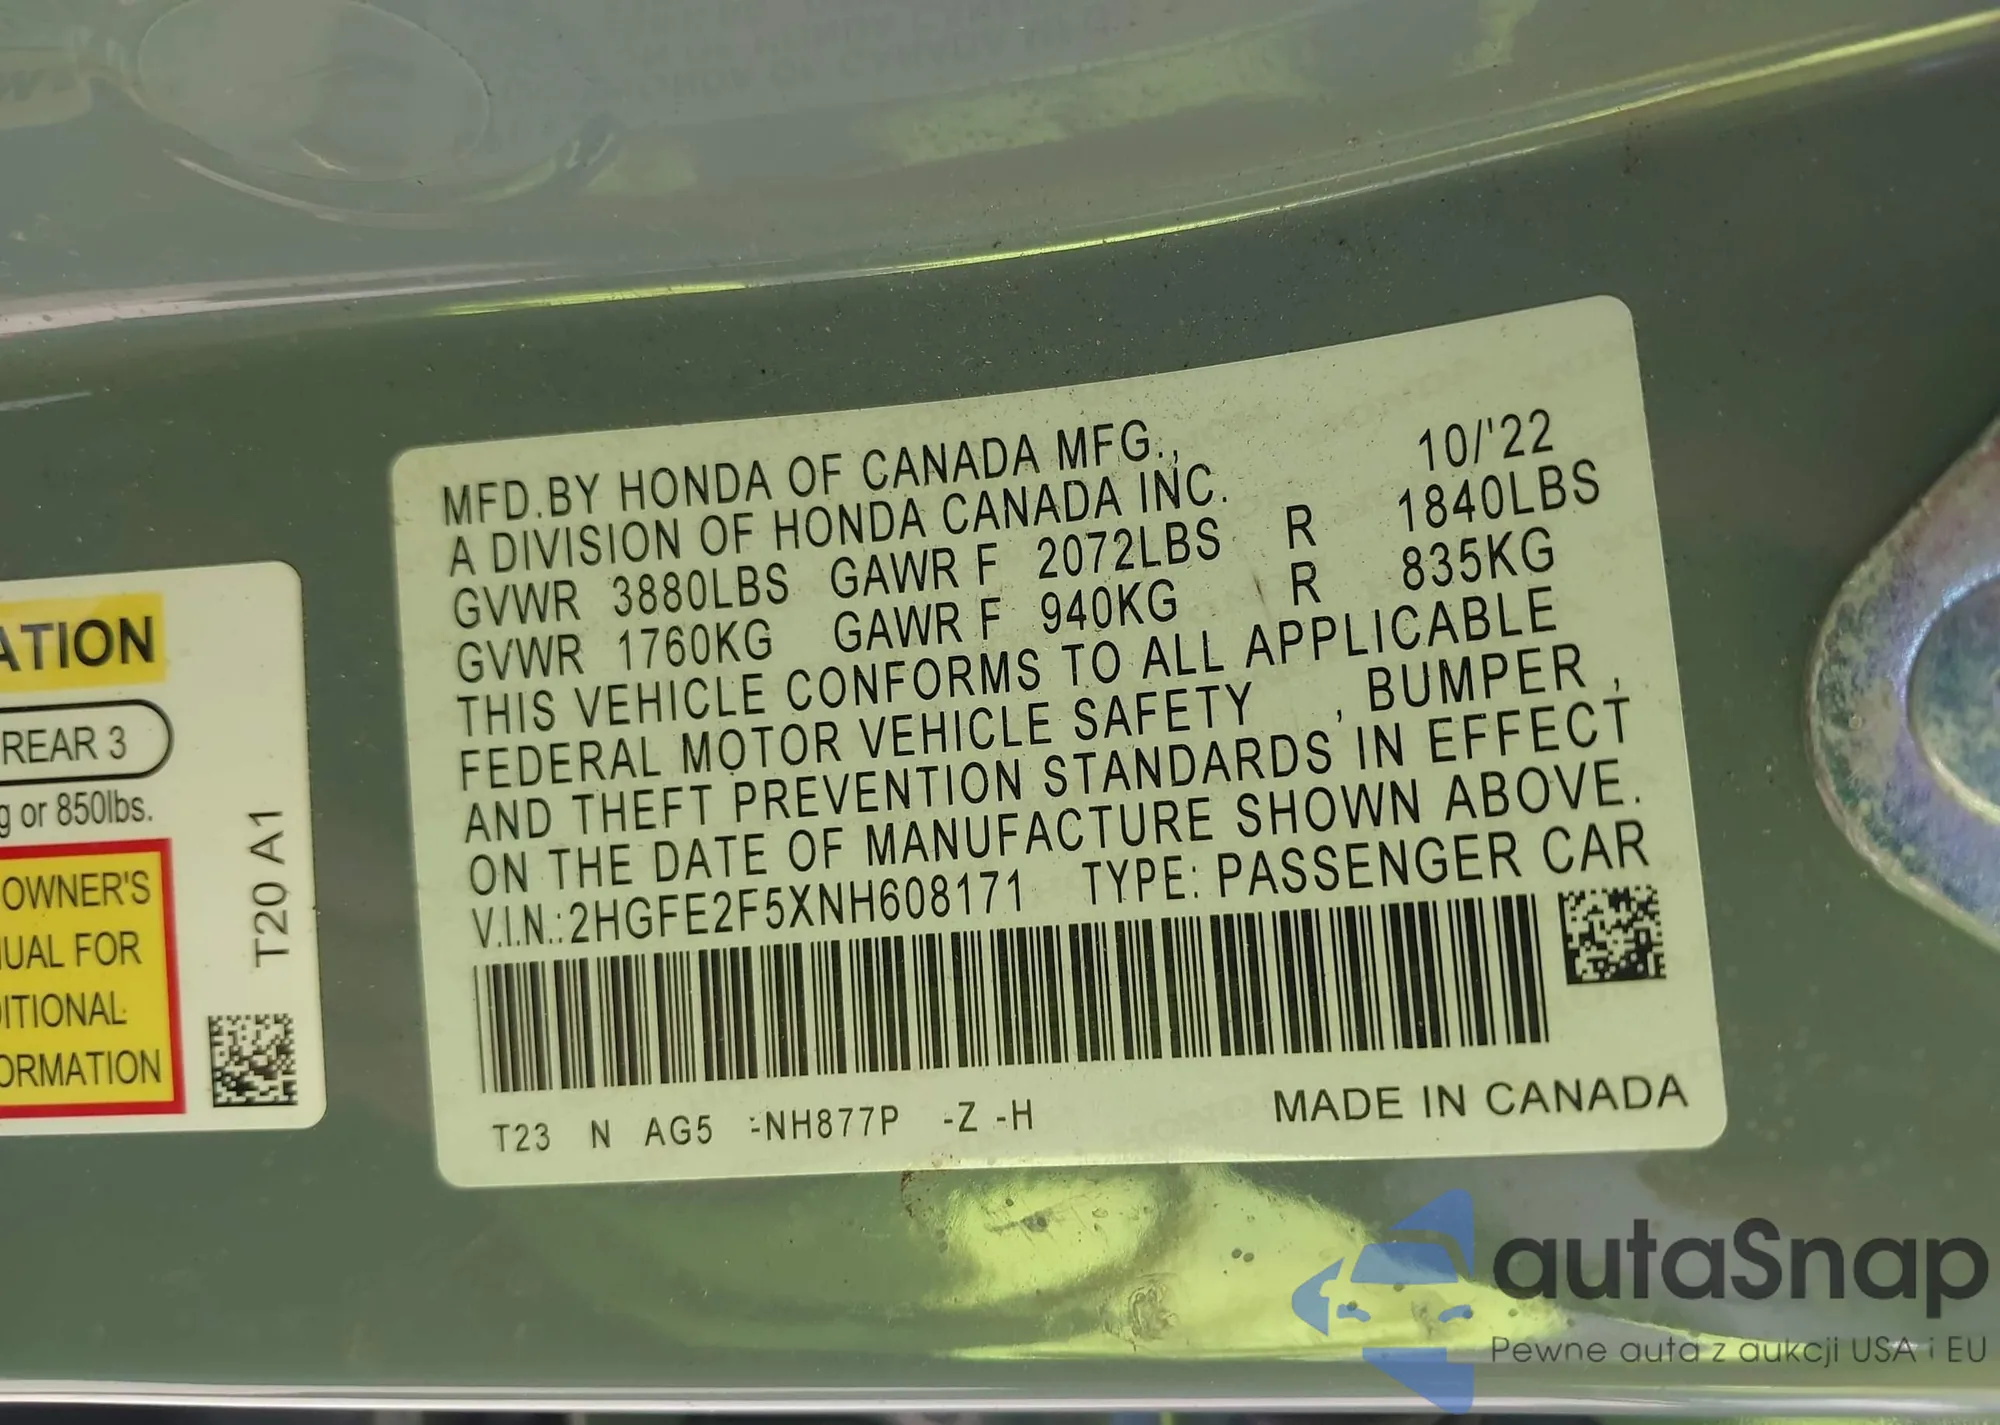 MFD.BY HONDA OF CANADA MFG., 10/'22
A DIVISION OF HONDA CANADA INC.
GVWR 3880LBS GAWR F 2072LBS R 1840LBS
GVWR 1760KG GAWR F 940KG R 835KG
THIS VEHICLE CONFORMS TO ALL APPLICABLE
FEDERAL MOTOR VEHICLE SAFETY , BUMPER ,
AND THEFT PREVENTION STANDARDS IN EFFECT
ON THE DATE OF MANUFACTURE SHOWN ABOVE.
V.I.N.:2HGFE2F5XNH608171 TYPE: PASSENGER CAR
T23 N AG5 -NH877P -Z -H MADE IN CANADA
ATION
REAR 3
g or 850lbs.
OWNER'S
UAL FOR
ITIONAL
ORMATION
T20 A1
autaSnap
Pewne auta z aukcji USA i EU